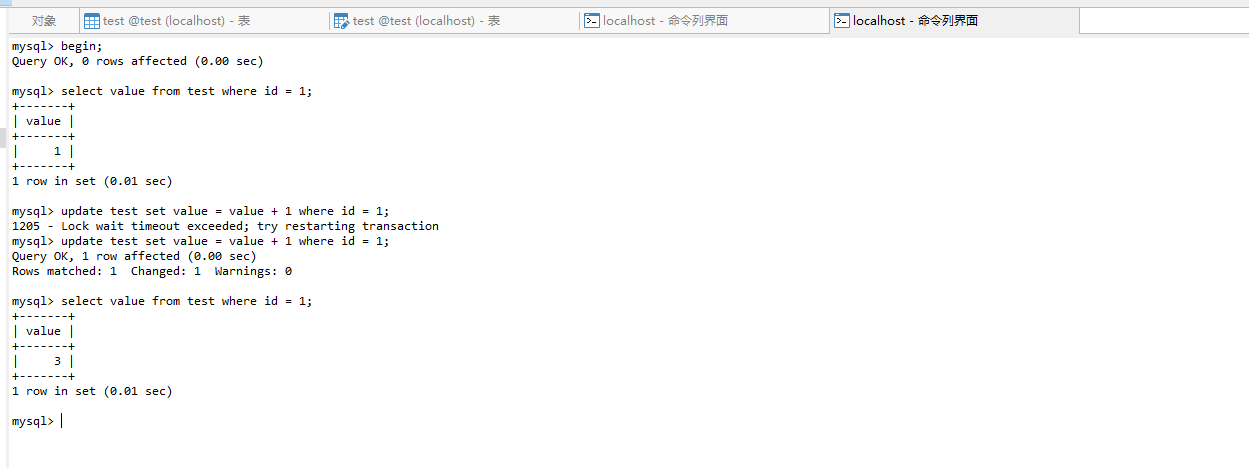 对象 test @test (localhost) - 表 test @test (localhost) - 表 localhost - 命令列界面 localhost - 命令列界面
mysql> begin;
Query OK, 0 rows affected (0.00 sec)
mysql> select value from test where id = 1;
+-------+
| value |
+-------+
|     1 |
+-------+
1 row in set (0.01 sec)
mysql> update test set value = value + 1 where id = 1;
1205 - Lock wait timeout exceeded; try restarting transaction
mysql> update test set value = value + 1 where id = 1;
Query OK, 1 row affected (0.00 sec)
Rows matched: 1  Changed: 1  Warnings: 0
mysql> select value from test where id = 1;
+-------+
| value |
+-------+
|     3 |
+-------+
1 row in set (0.01 sec)
mysql>